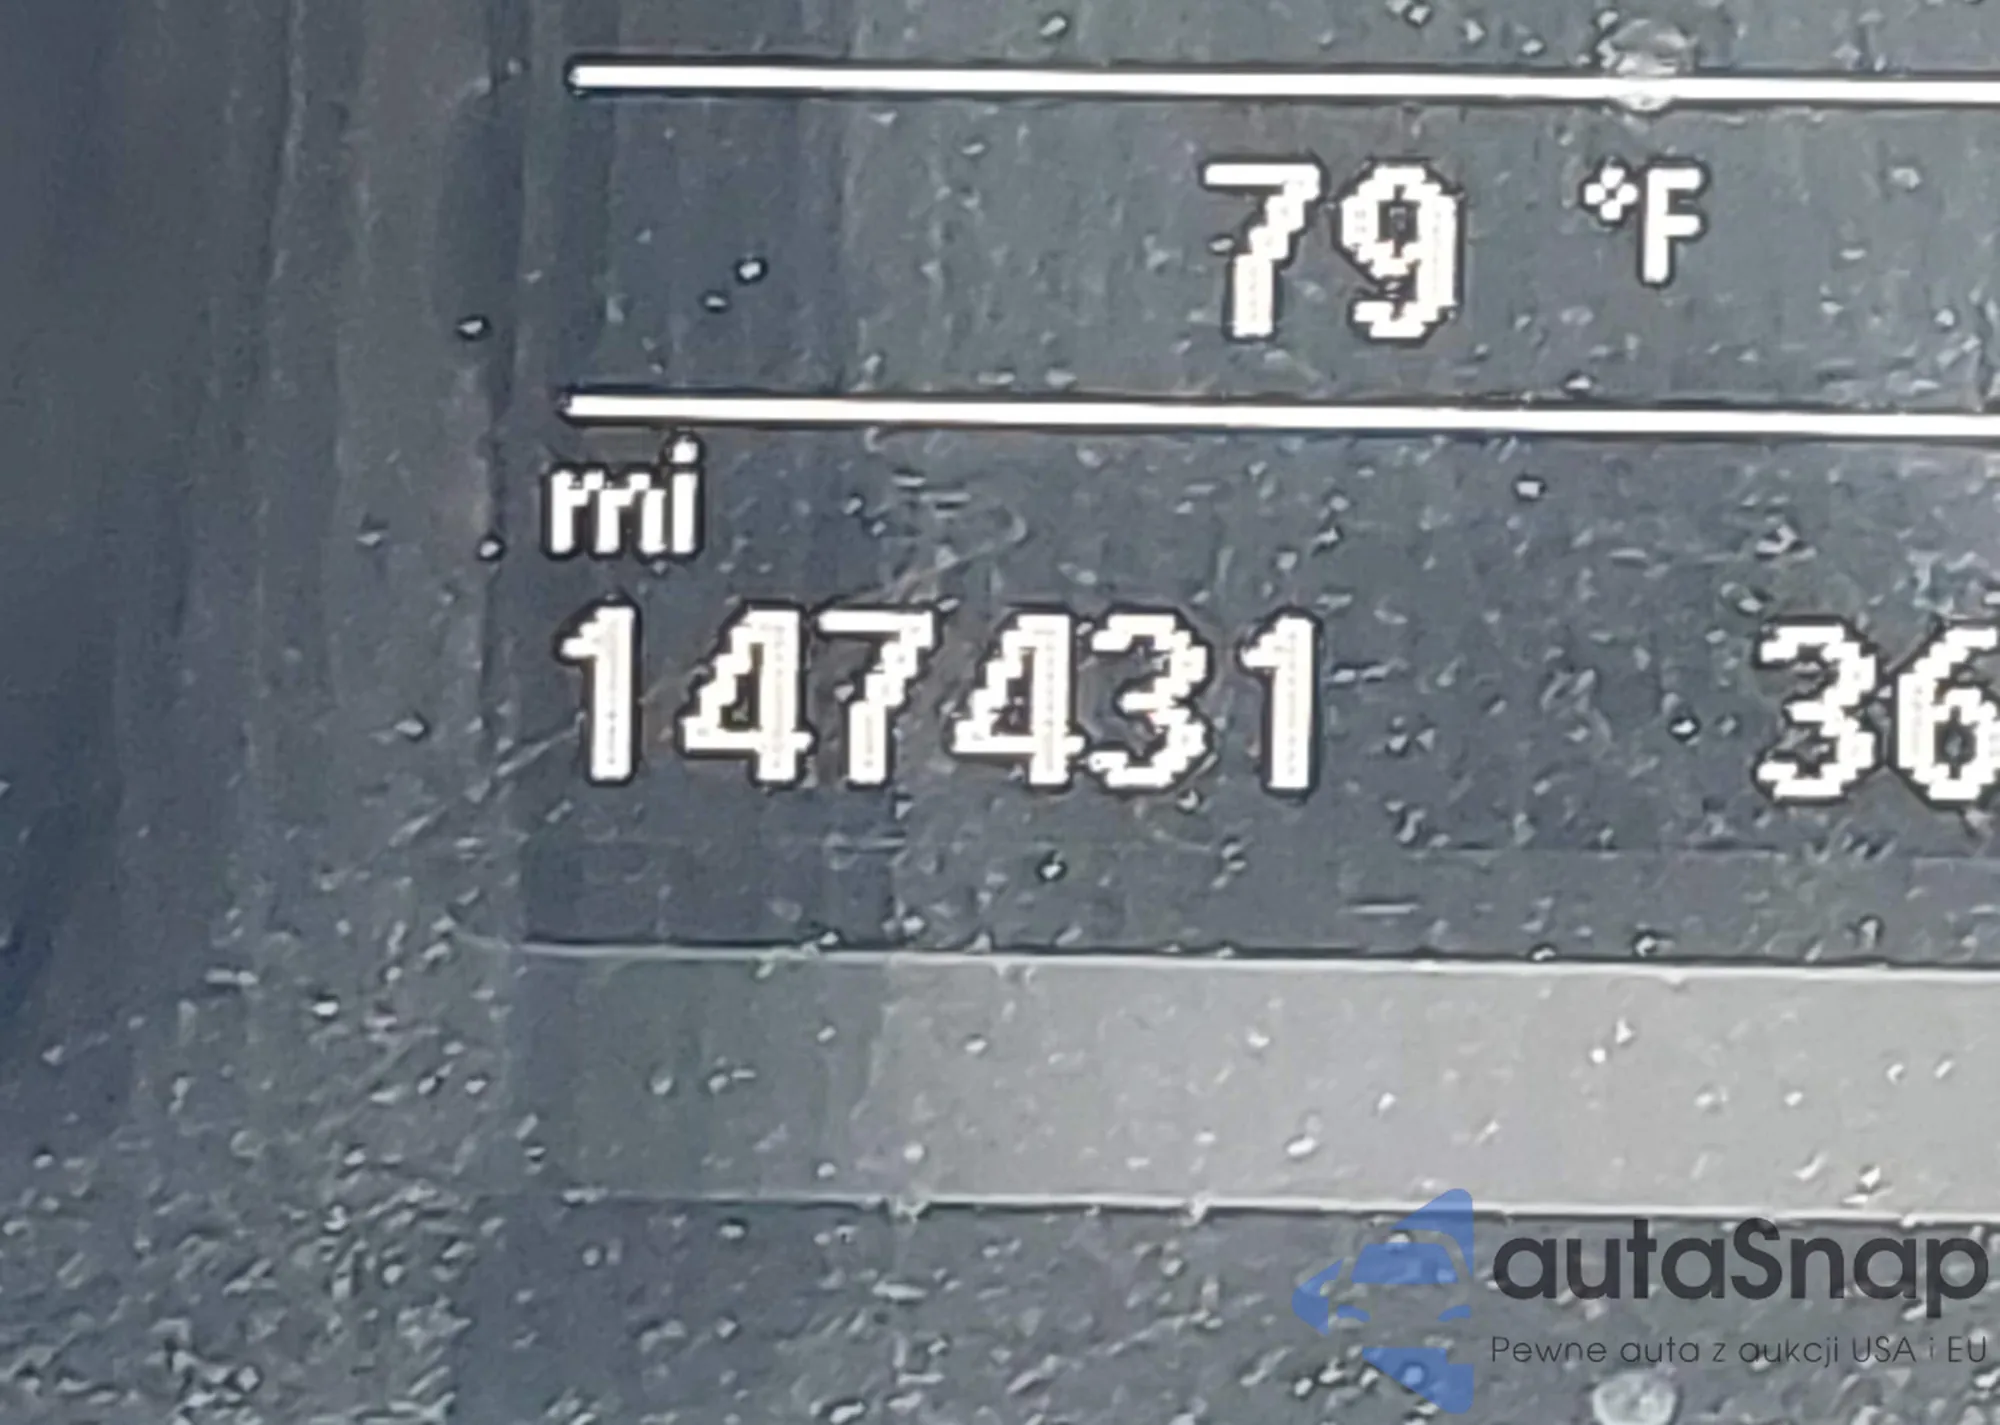 79 °F
mi
147431 36
autaSnap
Pewne auta z aukcji USA i EU